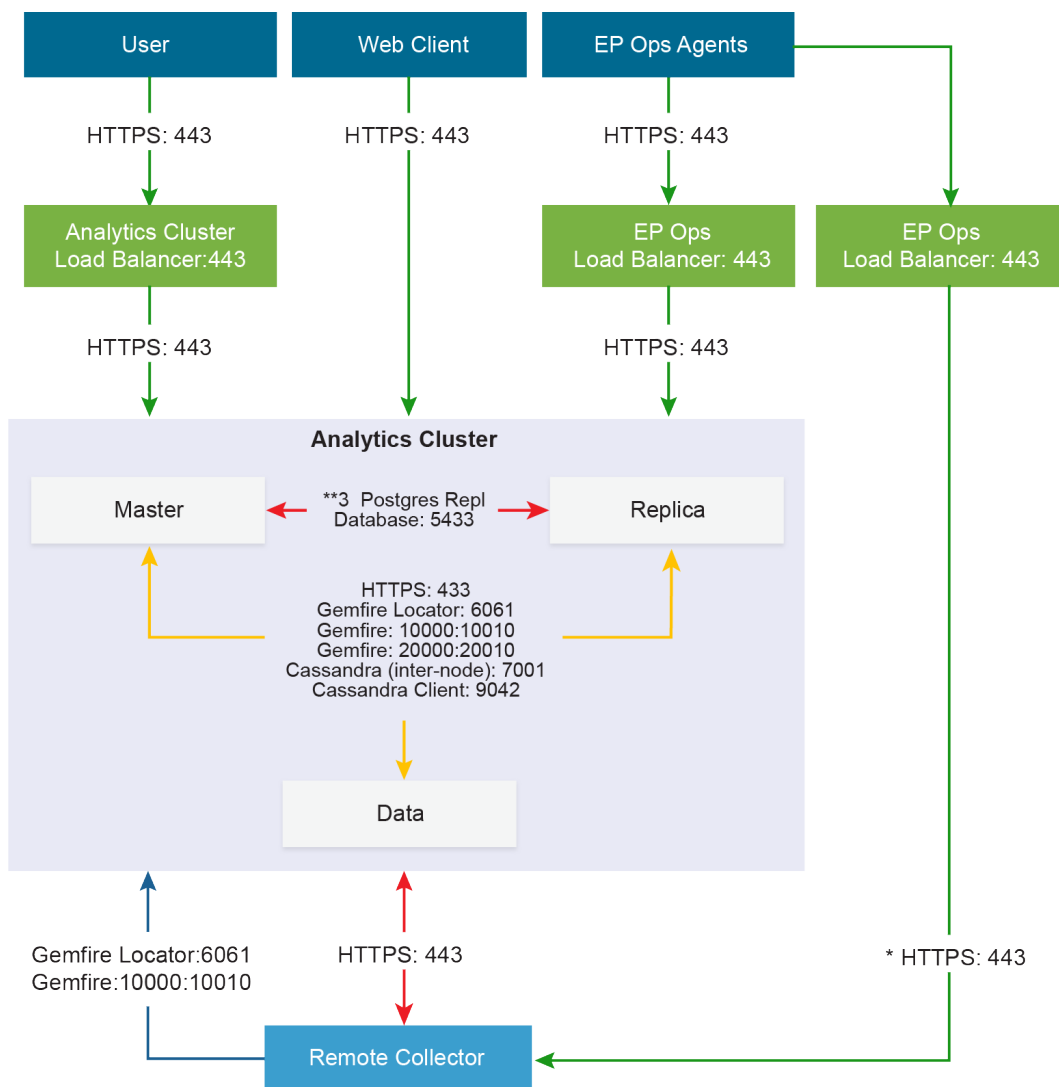 User
Web Client
EP Ops Agents
HTTPS: 443
HTTPS: 443
HTTPS: 443
Analytics Cluster
Load Balancer:443
EP Ops
Load Balancer: 443
EP Ops
Load Balancer: 443
HTTPS: 443
HTTPS: 443
Analytics Cluster
Master
**3 Postgres Repl
Database: 5433
Replica
HTTPS: 433
Gemfire Locator: 6061
Gemfire: 10000:10010
Gemfire: 20000:20010
Cassandra (inter-node): 7001
Cassandra Client: 9042
Data
Gemfire Locator:6061
Gemfire:10000:10010
HTTPS: 443
* HTTPS: 443
Remote Collector